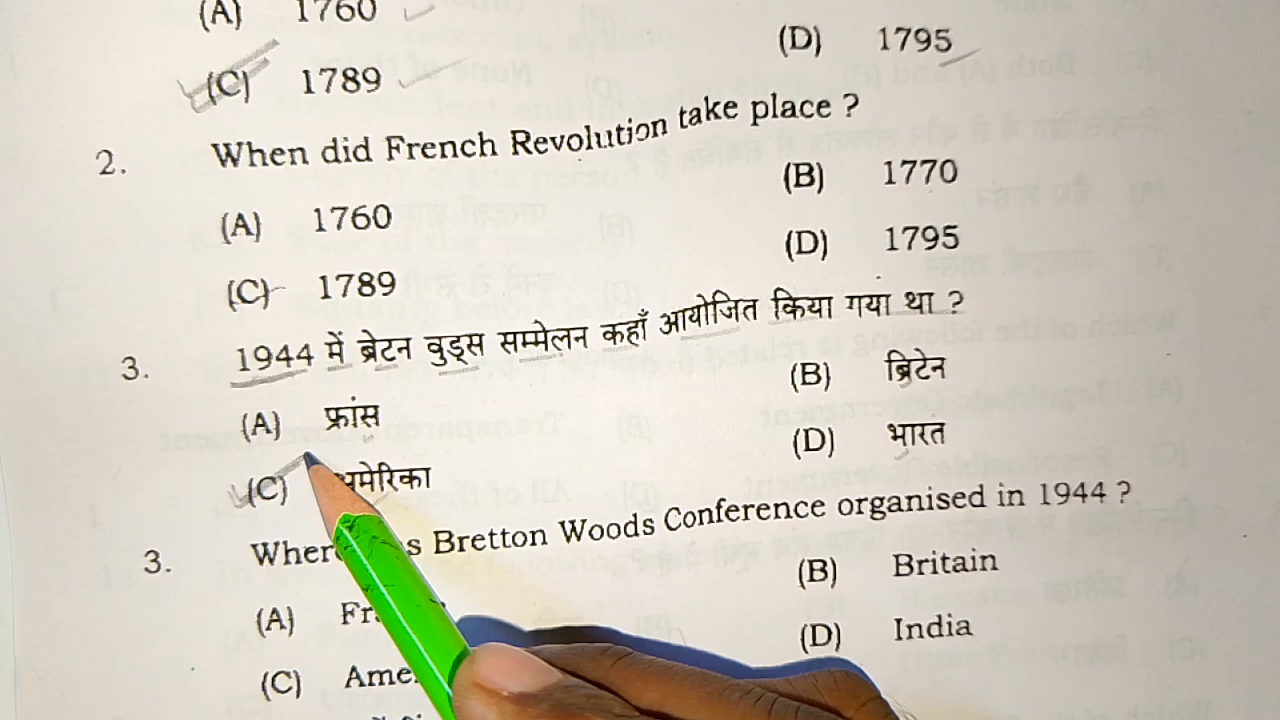 (A) 1760
(D) 1795
(C) 1789
2. When did French Revolution take place ?
(A) 1760 (B) 1770
(C) 1789 (D) 1795
3. 1944 में ब्रेटन वुड्स सम्मेलन कहाँ आयोजित किया गया था ?
(A) फ्रांस (B) ब्रिटेन
(C) अमेरिका (D) भारत
3. Bretton Woods Conference organised in 1944 ?
(A) (B) Britain
(C) (D) India